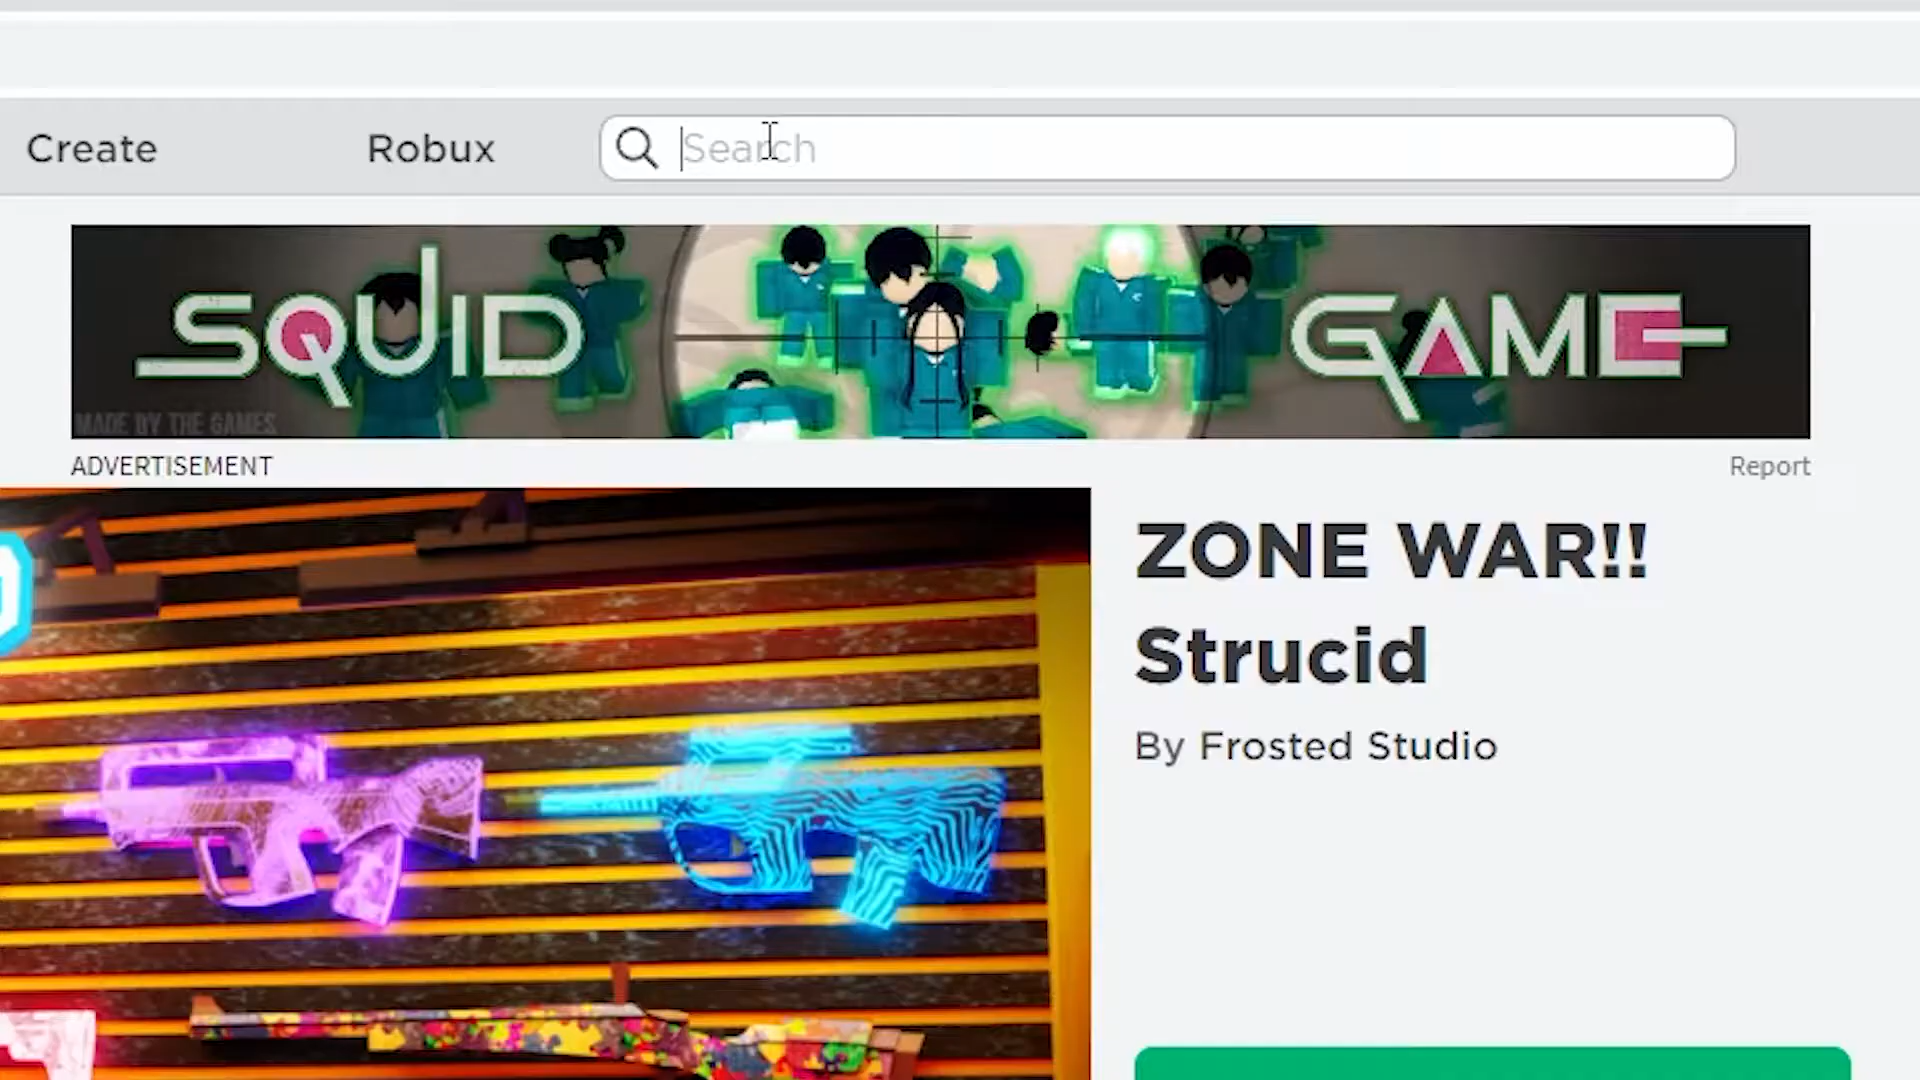 Create Robux Search
SQUID GAME
MADE BY THE GAMES
ADVERTISEMENT Report
ZONE WAR!!
Strucid
By Frosted Studio